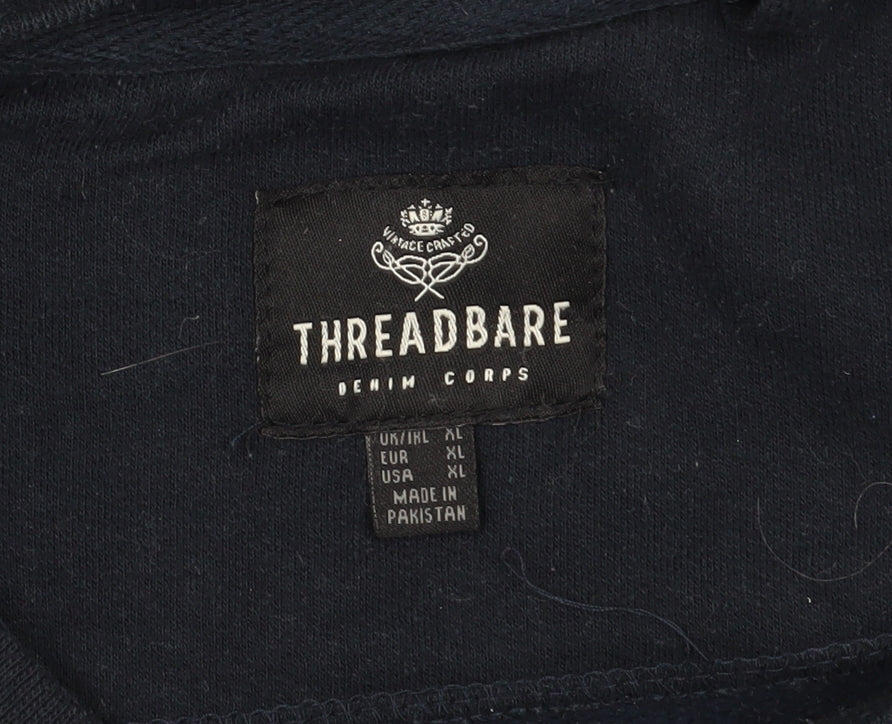 VINTAGE CRAFTED
THREADBARE
DENIM CORPS
UK/IRL XL
EUR XL
USA XL
MADE IN
PAKISTAN